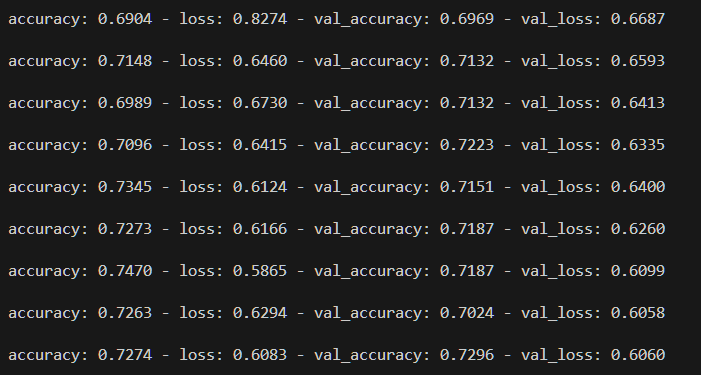 accuracy: 0.6904 - loss: 0.8274 - val_accuracy: 0.6969 - val_loss: 0.6687
accuracy: 0.7148 - loss: 0.6460 - val_accuracy: 0.7132 - val_loss: 0.6593
accuracy: 0.6989 - loss: 0.6730 - val_accuracy: 0.7132 - val_loss: 0.6413
accuracy: 0.7096 - loss: 0.6415 - val_accuracy: 0.7223 - val_loss: 0.6335
accuracy: 0.7345 - loss: 0.6124 - val_accuracy: 0.7151 - val_loss: 0.6400
accuracy: 0.7273 - loss: 0.6166 - val_accuracy: 0.7187 - val_loss: 0.6260
accuracy: 0.7470 - loss: 0.5865 - val_accuracy: 0.7187 - val_loss: 0.6099
accuracy: 0.7263 - loss: 0.6294 - val_accuracy: 0.7024 - val_loss: 0.6058
accuracy: 0.7274 - loss: 0.6083 - val_accuracy: 0.7296 - val_loss: 0.6060